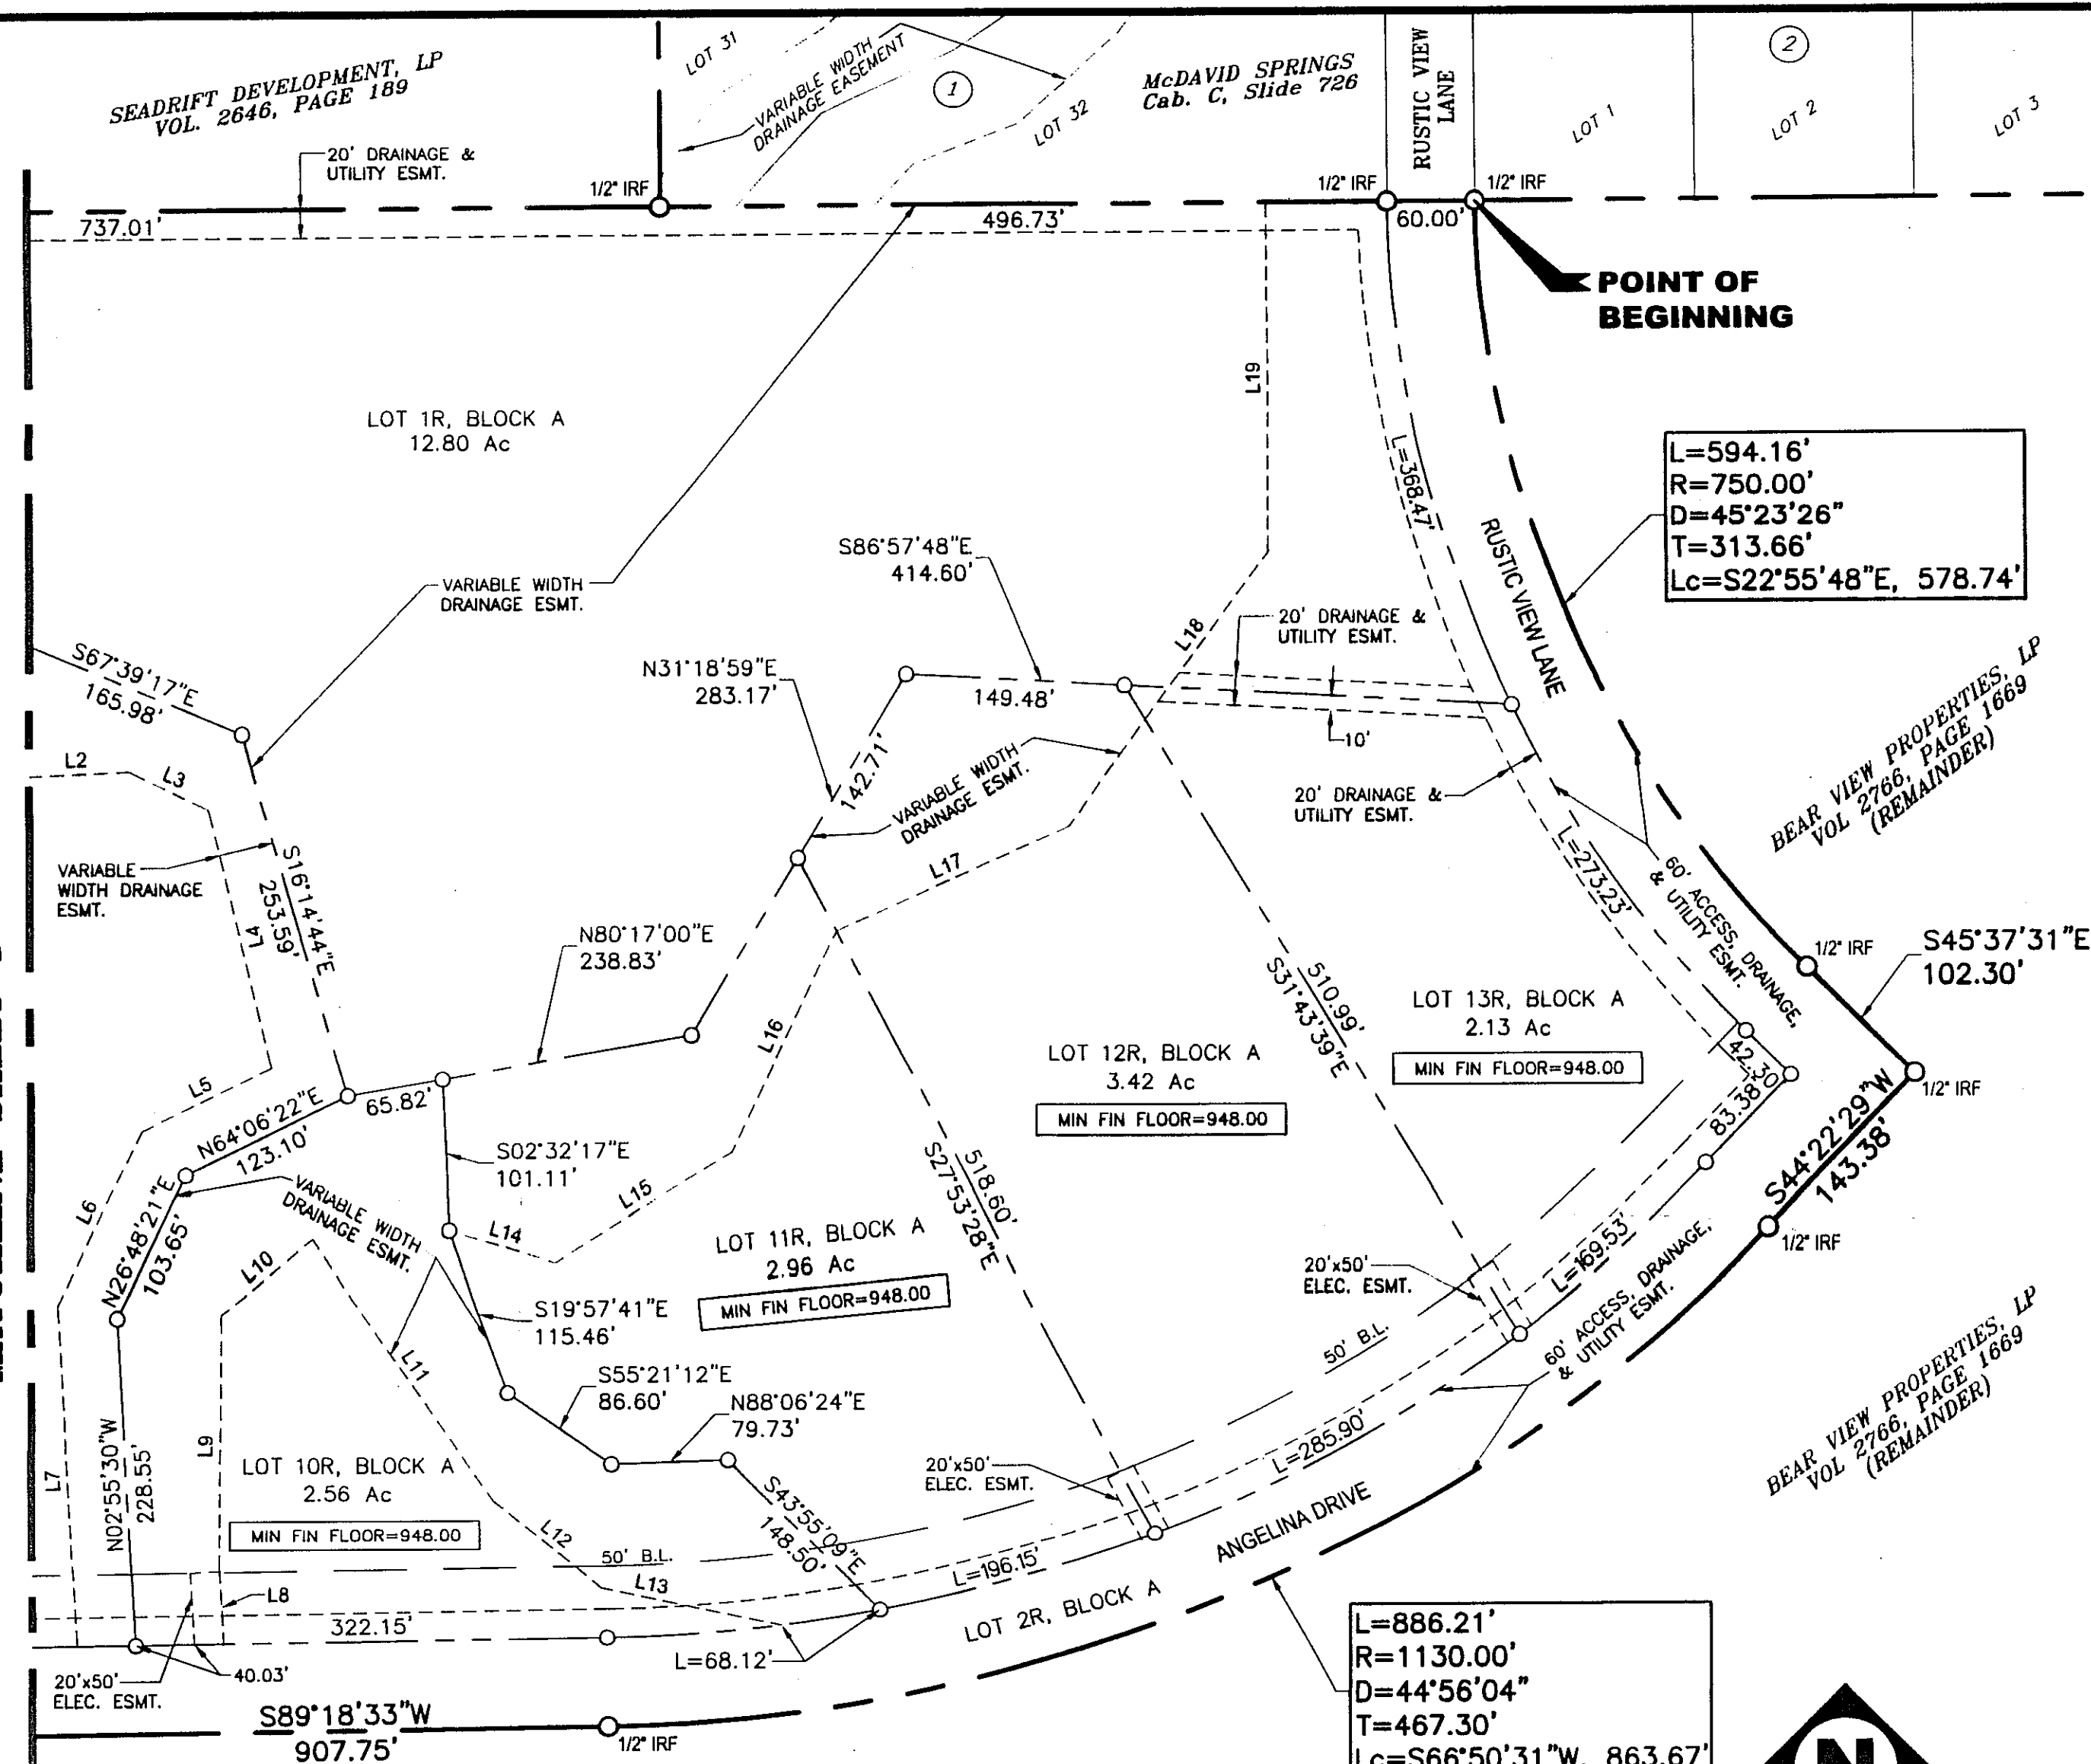 SEADRIFT DEVELOPMENT, LP
VOL. 2646, PAGE 189
LOT 31
VARIABLE WIDTH
DRAINAGE EASEMENT
1
LOT 32
McDAVID SPRINGS
Cab. C, Slide 726
RUSTIC VIEW
LANE
2
LOT 1
LOT 2
LOT 3
20' DRAINAGE &
UTILITY ESMT.
1/2" IRF
1/2" IRF
1/2" IRF
737.01'
496.73'
60.00'
POINT OF
BEGINNING
L19
LOT 1R, BLOCK A
12.80 Ac
L=368.47'
L=594.16'
R=750.00'
D=45°23'26"
T=313.66'
Lc=S22°55'48"E, 578.74'
RUSTIC VIEW LANE
S86°57'48"E
414.60'
VARIABLE WIDTH
DRAINAGE ESMT.
20' DRAINAGE &
UTILITY ESMT.
L18
S67°39'17"E
165.98'
N31°18'59"E
283.17'
149.48'
10'
BEAR VIEW PROPERTIES, LP
VOL 2766, PAGE 1669
(REMAINDER)
L2
L3
142.71'
VARIABLE WIDTH
DRAINAGE ESMT.
20' DRAINAGE &
UTILITY ESMT.
VARIABLE
WIDTH DRAINAGE
ESMT.
S16°14'44"E
253.59'
L4
L17
L=273.23'
60' ACCESS, DRAINAGE,
& UTILITY ESMT.
N80°17'00"E
238.83'
1/2" IRF
S45°37'31"E
102.30'
510.99'
S31°43'39"E
LOT 13R, BLOCK A
2.13 Ac
MIN FIN FLOOR=948.00
L16
LOT 12R, BLOCK A
3.42 Ac
MIN FIN FLOOR=948.00
42.30'
1/2" IRF
L5
N64°06'22"E
123.10'
65.82'
83.38'
S44°22'29"W
143.38'
S02°32'17"E
101.11'
518.60'
S27°53'28"E
L6
N26°48'21"E
103.65'
VARIABLE WIDTH
DRAINAGE ESMT.
L15
L14
1/2" IRF
L10
LOT 11R, BLOCK A
2.96 Ac
MIN FIN FLOOR=948.00
20'x50'
ELEC. ESMT.
L=169.53'
60' ACCESS, DRAINAGE,
& UTILITY ESMT.
S19°57'41"E
115.46'
50' B.L.
L11
S55°21'12"E
86.60'
N88°06'24"E
79.73'
BEAR VIEW PROPERTIES, LP
VOL 2766, PAGE 1669
(REMAINDER)
L7
N02°55'30"W
228.55'
L9
LOT 10R, BLOCK A
2.56 Ac
MIN FIN FLOOR=948.00
L=285.90'
20'x50'
ELEC. ESMT.
S43°55'09"E
148.50'
L12
50' B.L.
ANGELINA DRIVE
L13
L8
L=196.15'
322.15'
LOT 2R, BLOCK A
L=68.12'
20'x50'
ELEC. ESMT.
40.03'
S89°18'33"W
907.75'
1/2" IRF
L=886.21'
R=1130.00'
D=44°56'04"
T=467.30'
Lc=S66°50'31"W, 863.67'
N